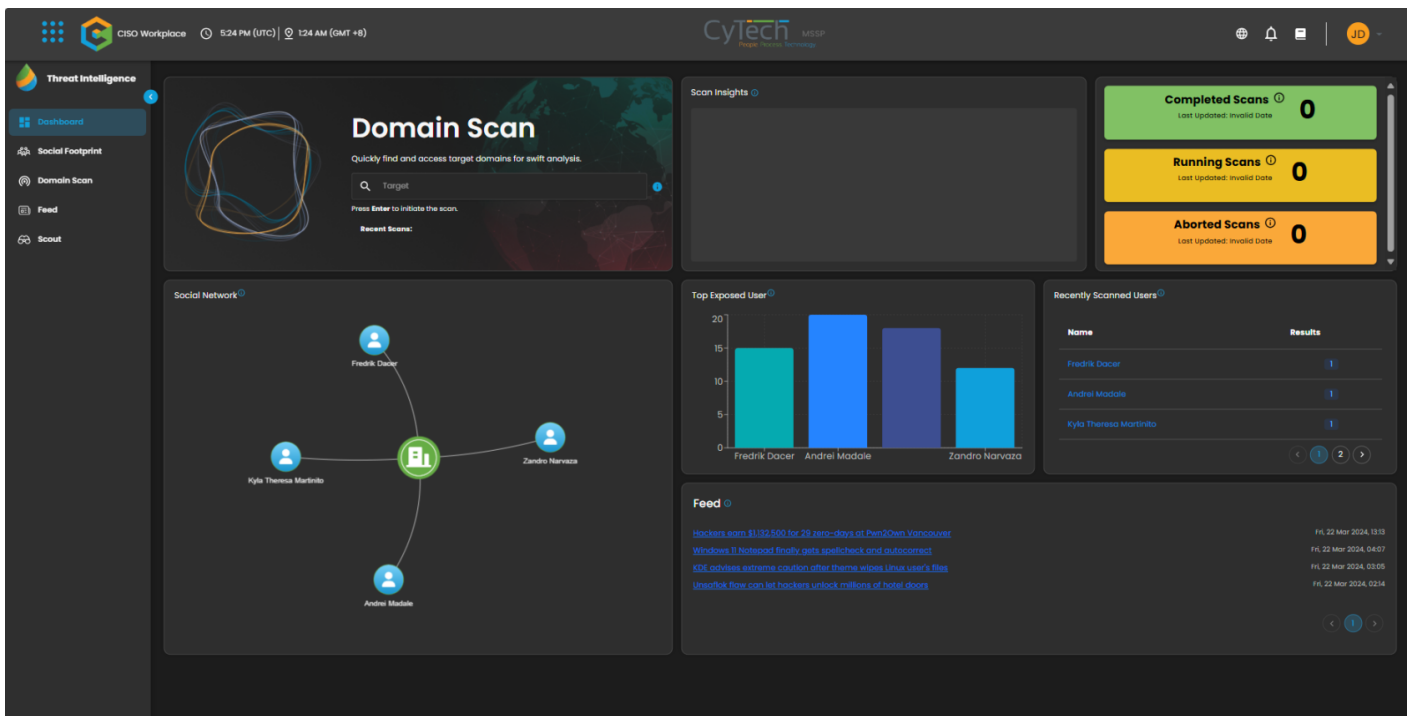 CISO Workplace
5:24 PM (UTC)
1:24 AM (GMT +8)
CyTech MSSP
People Process Technology
JD
Threat Intelligence
Dashboard
Social Footprint
Domain Scan
Feed
Scout
Domain Scan
Quickly find and access target domains for swift analysis.
Target
Press Enter to initiate the scan.
Recent Scans:
Scan Insights
Completed Scans 0
Last Updated: Invalid Date
Running Scans 0
Last Updated: Invalid Date
Aborted Scans 0
Last Updated: Invalid Date
Social Network
Fredrik Dacer
Zandro Narvaza
Kyla Theresa Martinito
Andrei Madale
Top Exposed User
20
15
10
5
0
Fredrik Dacer Andrei Madale Zandro Narvaza
Recently Scanned Users
Name Results
Fredrik Dacer 1
Andrei Madale 1
Kyla Theresa Martinito 1
1 2
Feed
Hackers earn $1,132,500 for 29 zero-days at Pwn2Own Vancouver Fri, 22 Mar 2024, 13:13
Windows 11 Notepad finally gets spellcheck and autocorrect Fri, 22 Mar 2024, 04:07
KDE advises extreme caution after theme wipes Linux user's files Fri, 22 Mar 2024, 03:05
Unsaflok flaw can let hackers unlock millions of hotel doors Fri, 22 Mar 2024, 02:14
1